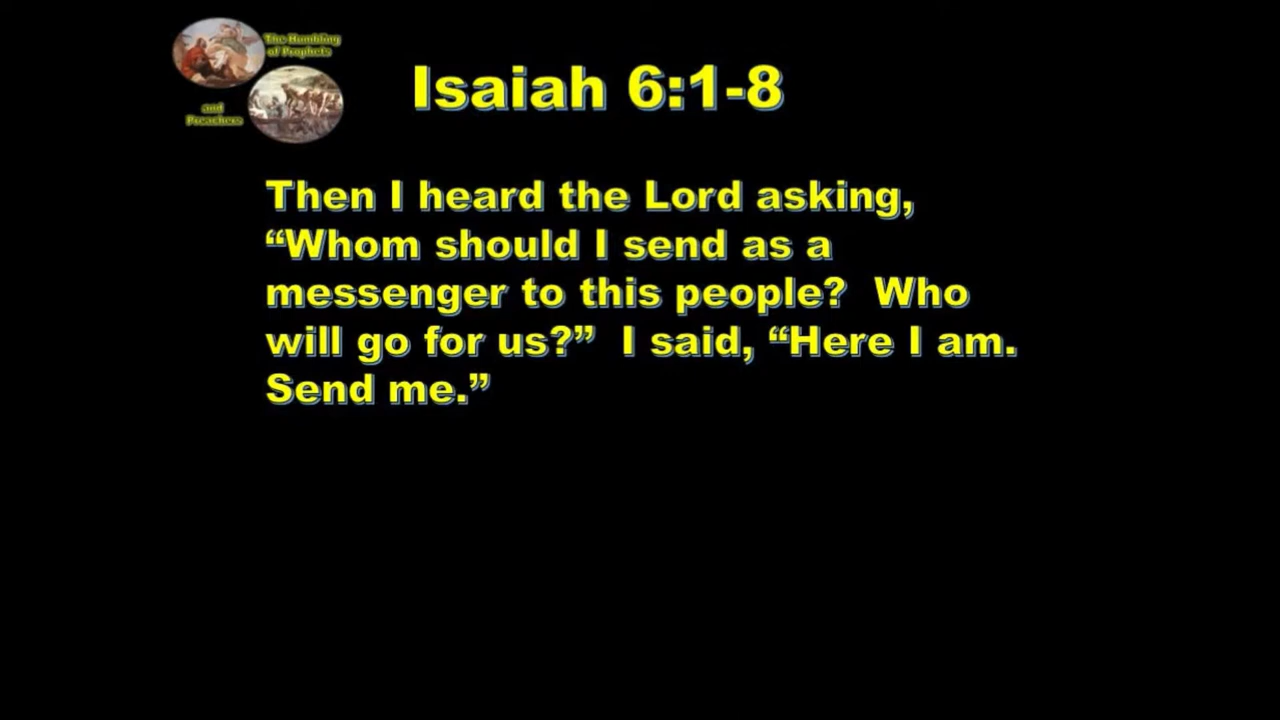 The Humbling
of Prophets
and
Preachers
Isaiah 6:1-8
Then I heard the Lord asking,
“Whom should I send as a
messenger to this people?  Who
will go for us?”  I said, “Here I am.
Send me.”